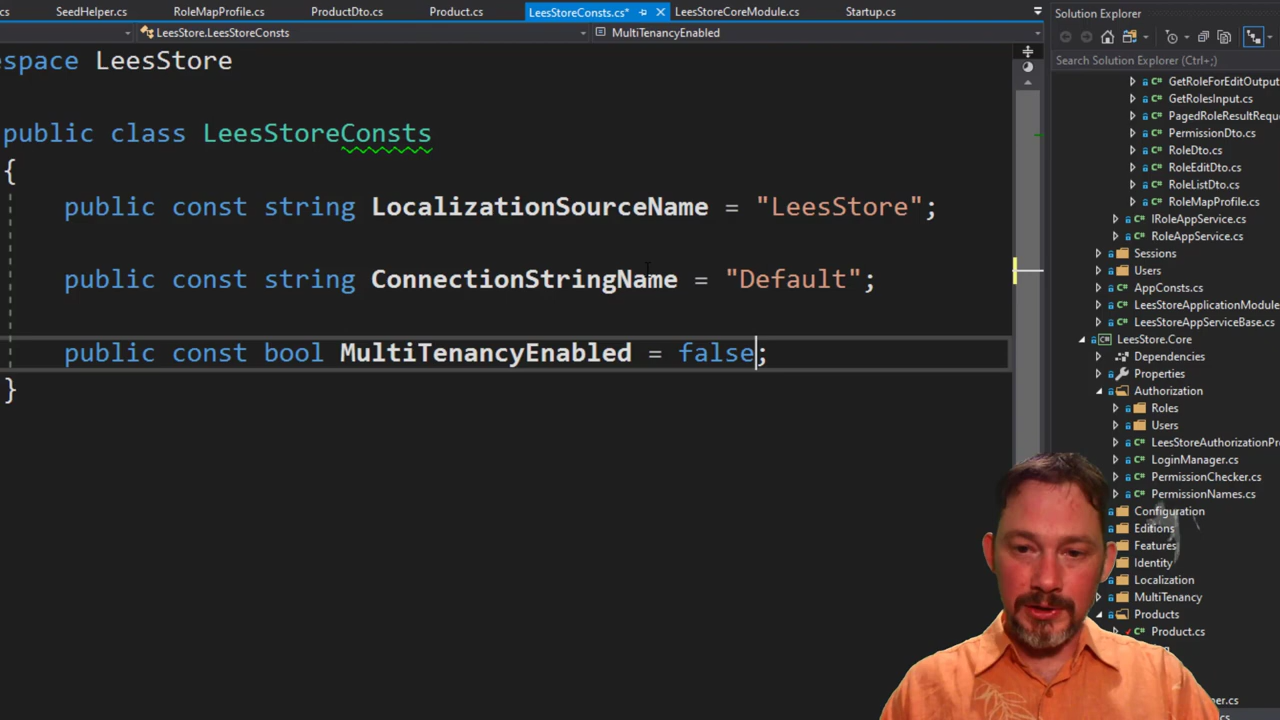 cs
SeedHelper.cs
RoleMapProfile.cs
ProductDto.cs
Product.cs
LeesStoreConsts.cs*
LeesStoreCoreModule.cs
Startup.cs
LeesStore.LeesStoreConsts
MultiTenancyEnabled
espace LeesStore
public class LeesStoreConsts
{
public const string LocalizationSourceName = "LeesStore";
public const string ConnectionStringName = "Default";
public const bool MultiTenancyEnabled = false;
}
Solution Explorer
Search Solution Explorer (Ctrl+;)
GetRoleForEditOutput
GetRolesInput.cs
PagedRoleResultReque
PermissionDto.cs
RoleDto.cs
RoleEditDto.cs
RoleListDto.cs
RoleMapProfile.cs
IRoleAppService.cs
RoleAppService.cs
Sessions
Users
AppConsts.cs
LeesStoreApplicationModule
LeesStoreAppServiceBase.cs
LeesStore.Core
Dependencies
Properties
Authorization
Roles
Users
LeesStoreAuthorizationPr
LoginManager.cs
PermissionChecker.cs
PermissionNames.cs
Configuration
Editions
Features
Identity
Localization
MultiTenancy
Products
Product.cs